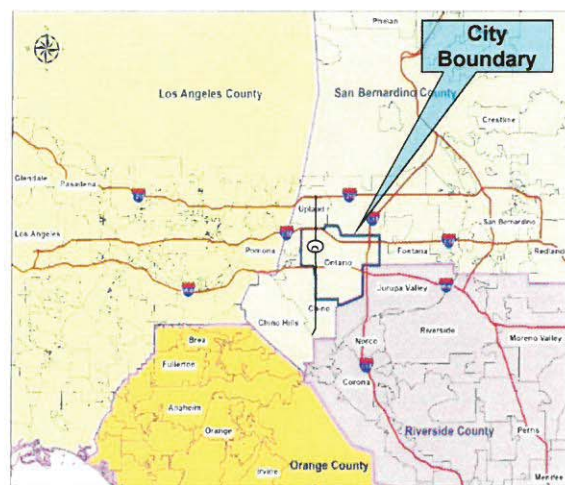 Phelan
City
Boundary
Los Angeles County
San Bernardino County
Crestline
Glendale
Pasadena
Upland
Los Angeles
Pomona
San Bernardino
Ontario
Fontana
Redland
Jurupa Valley
Chino
Chino Hills
Riverside
Moreno Valley
Brea
Norco
Fullerton
Corona
Anaheim
Orange
Riverside County
Perris
Irvine
Orange County
Menifee